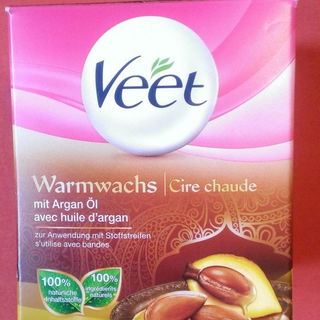 Veet
Warmwachs | Cire chaude
mit Argan Öl
avec huile d'argan
zur Anwendung mit Stoffstreifen
s'utilise avec bandes
100%
natürliche
Inhaltsstoffe
100%
ingrédients
naturels